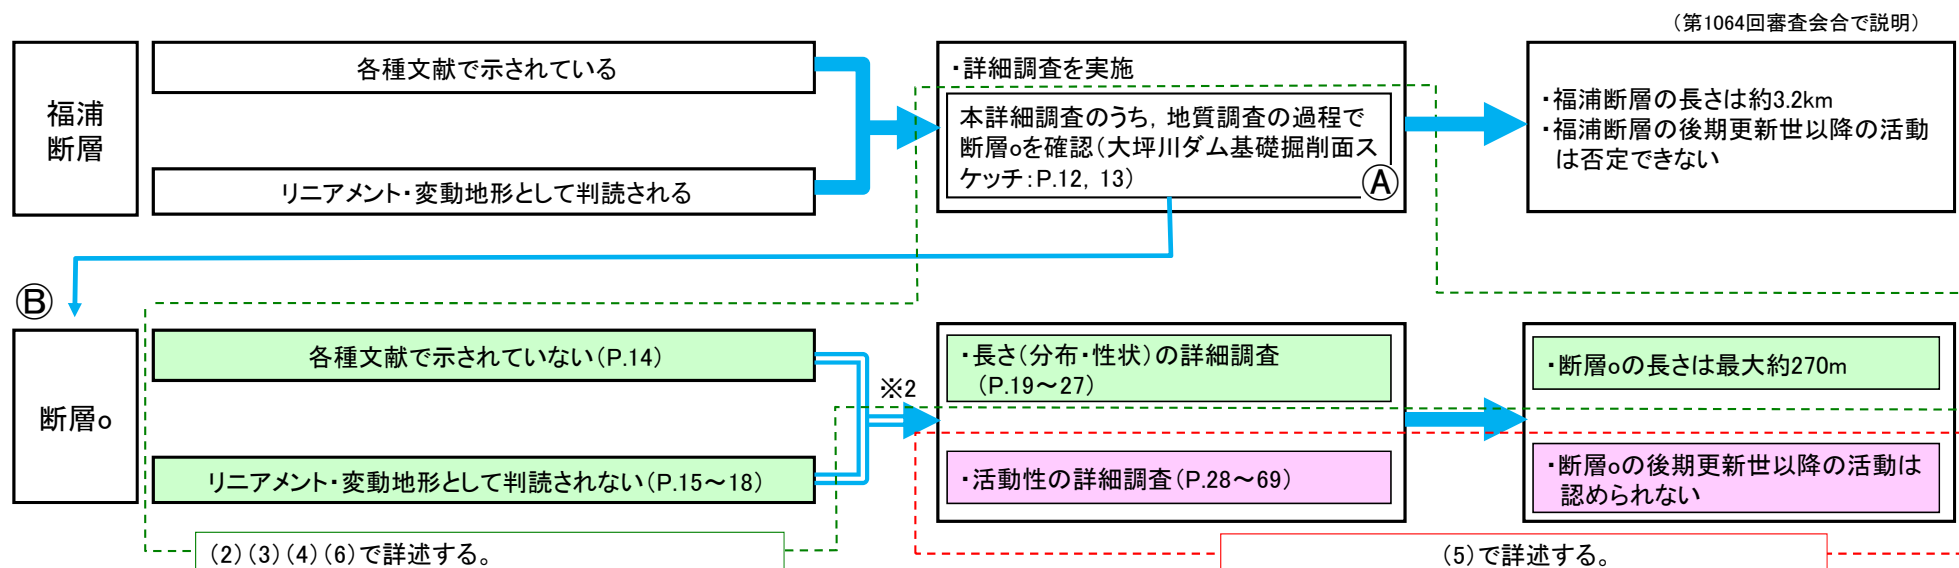 （第1064回審査会合で説明）
福浦
断層
各種文献で示されている
リニアメント・変動地形として判読される
・詳細調査を実施
本詳細調査のうち，地質調査の過程で
断層oを確認（大坪川ダム基礎掘削面ス
ケッチ：P.12，13）
Ⓐ
・福浦断層の長さは約3.2km
・福浦断層の後期更新世以降の活動
は否定できない
Ⓑ
断層o
各種文献で示されていない（P.14）
リニアメント・変動地形として判読されない（P.15～18）
※2
・長さ（分布・性状）の詳細調査
（P.19～27）
・活動性の詳細調査（P.28～69）
・断層oの長さは最大約270m
・断層oの後期更新世以降の活動は
認められない
（2）（3）（4）（6）で詳述する。
（5）で詳述する。